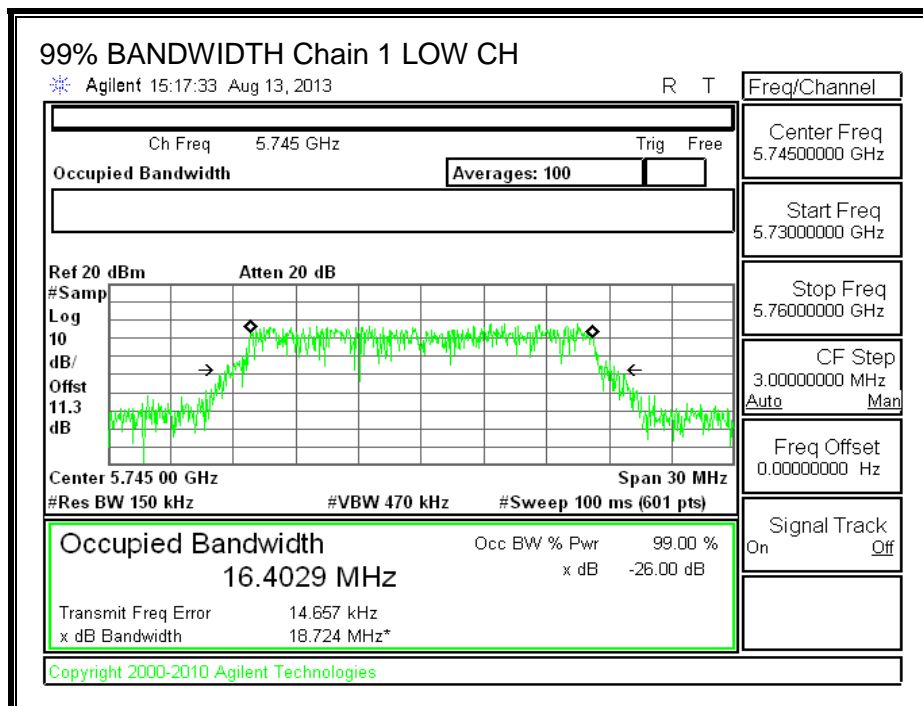 99% BANDWIDTH Chain 1 LOW CH
Agilent 15:17:33 Aug 13, 2013 R T
Freq/Channel
Ch Freq 5.745 GHz Trig Free
Occupied Bandwidth Averages: 100
Center Freq
5.74500000 GHz
Start Freq
5.73000000 GHz
Stop Freq
5.76000000 GHz
CF Step
3.00000000 MHz
Auto Man
Freq Offset
0.00000000 Hz
Signal Track
On Off
Ref 20 dBm Atten 20 dB
#Samp
Log
10
dB/
Offst
11.3
dB
Center 5.745 00 GHz Span 30 MHz
#Res BW 150 kHz #VBW 470 kHz #Sweep 100 ms (601 pts)
Occupied Bandwidth Occ BW % Pwr 99.00 %
16.4029 MHz x dB -26.00 dB
Transmit Freq Error 14.657 kHz
x dB Bandwidth 18.724 MHz*
Copyright 2000-2010 Agilent Technologies